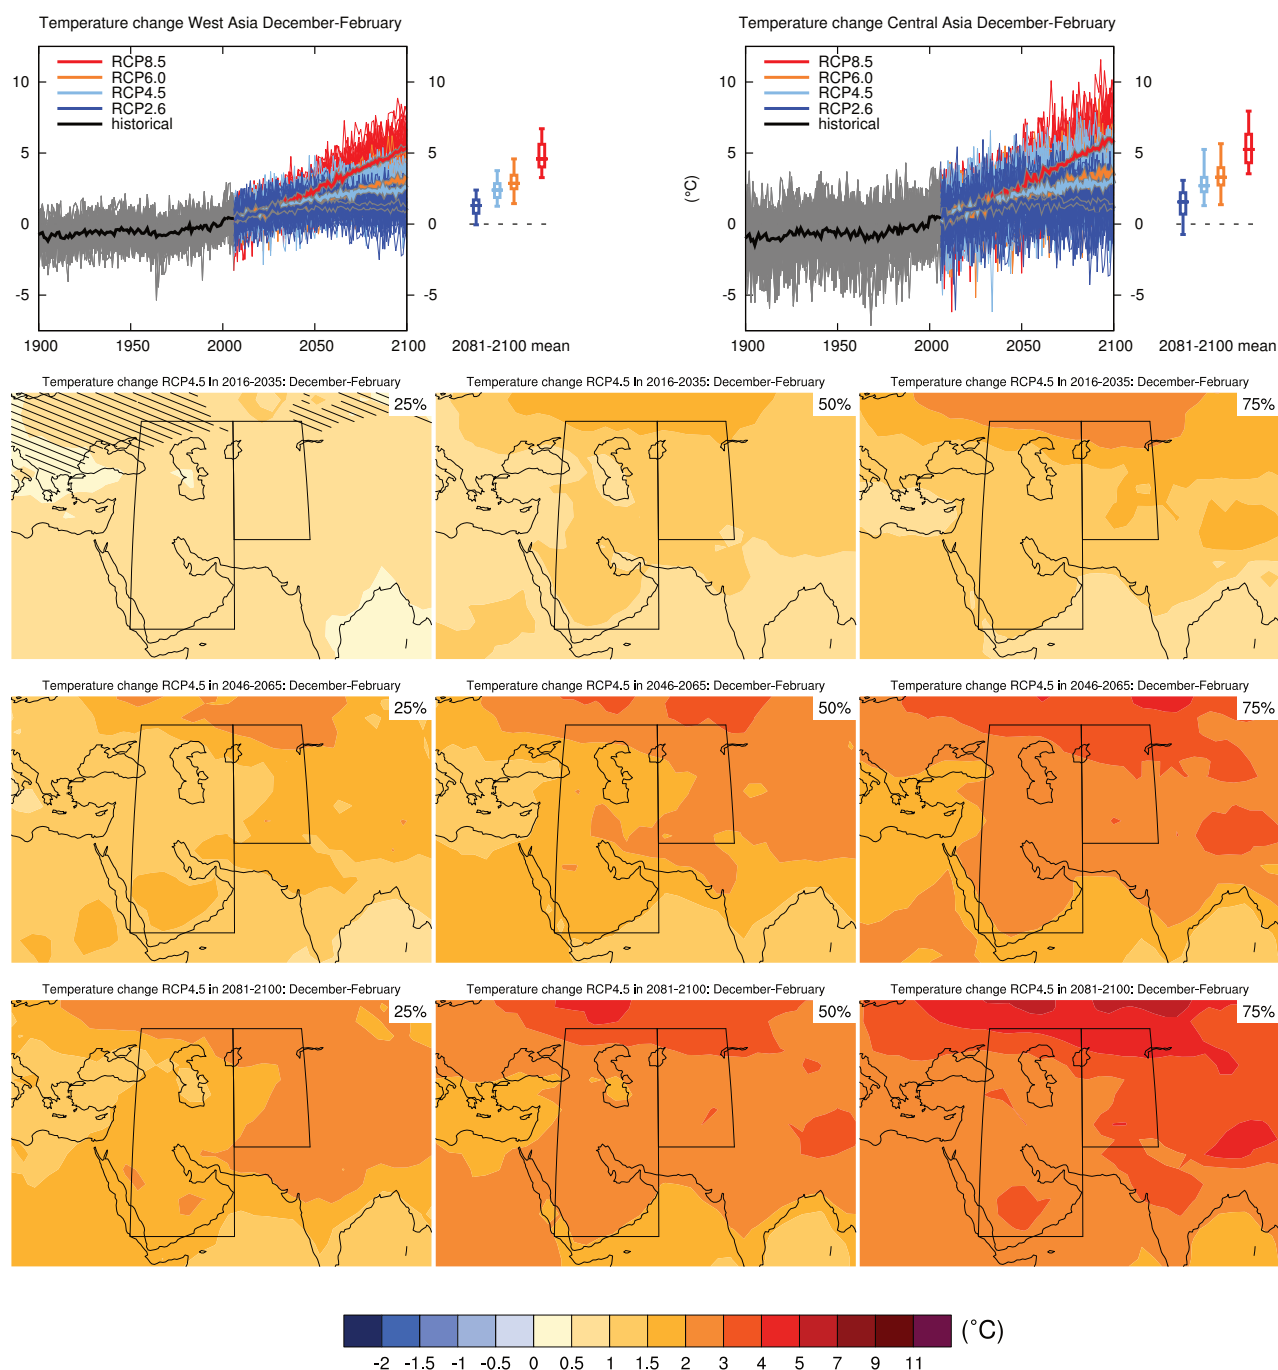 Temperature change West Asia December-February
Temperature change Central Asia December-February
10
5
0
-5
RCP8.5
RCP6.0
RCP4.5
RCP2.6
historical
10
5
0
-5
1900 1950 2000 2050 2100
2081-2100 mean
(°C)
RCP8.5
RCP6.0
RCP4.5
RCP2.6
historical
10
5
0
-5
10
5
0
-5
1900 1950 2000 2050 2100
2081-2100 mean
Temperature change RCP4.5 in 2016-2035: December-February
25%
Temperature change RCP4.5 in 2016-2035: December-February
50%
Temperature change RCP4.5 in 2016-2035: December-February
75%
Temperature change RCP4.5 in 2046-2065: December-February
25%
Temperature change RCP4.5 in 2046-2065: December-February
50%
Temperature change RCP4.5 in 2046-2065: December-February
75%
Temperature change RCP4.5 in 2081-2100: December-February
25%
Temperature change RCP4.5 in 2081-2100: December-February
50%
Temperature change RCP4.5 in 2081-2100: December-February
75%
(°C)
-2 -1.5 -1 -0.5 0 0.5 1 1.5 2 3 4 5 7 9 11